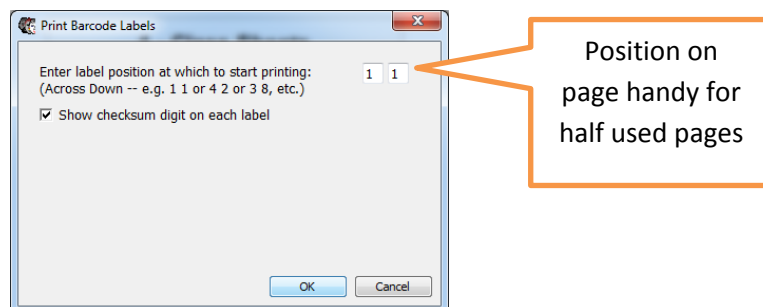 Print Barcode Labels
Enter label position at which to start printing: 1 1
(Across Down -- e.g. 1 1 or 4 2 or 3 8, etc.)
Show checksum digit on each label
OK Cancel
Position on
page handy for
half used pages